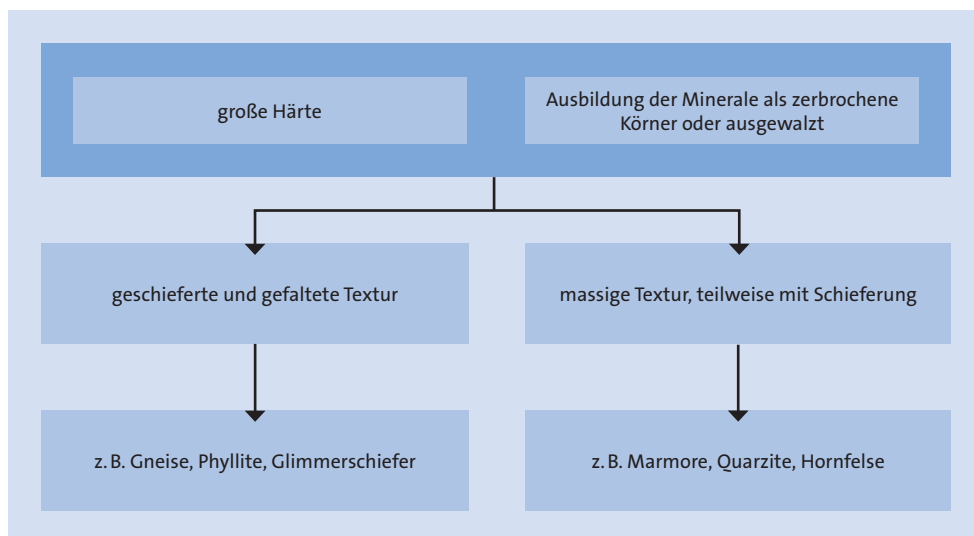 große Härte
Ausbildung der Minerale als zerbrochene
Körner oder ausgewalzt
geschieferte und gefaltete Textur
massige Textur, teilweise mit Schieferung
z. B. Gneise, Phyllite, Glimmerschiefer
z. B. Marmore, Quarzite, Hornfelse